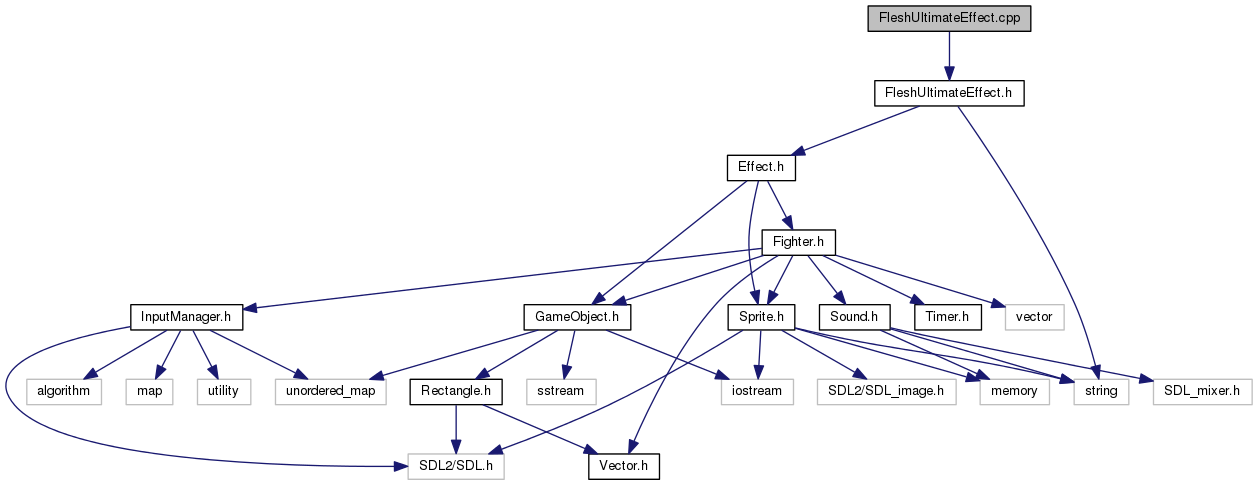 FleshUltimateEffect.cpp
FleshUltimateEffect.h
Effect.h
Fighter.h
InputManager.h
GameObject.h
Sprite.h
Sound.h
Timer.h
vector
algorithm
map
utility
unordered_map
Rectangle.h
sstream
iostream
SDL2/SDL_image.h
memory
string
SDL_mixer.h
SDL2/SDL.h
Vector.h